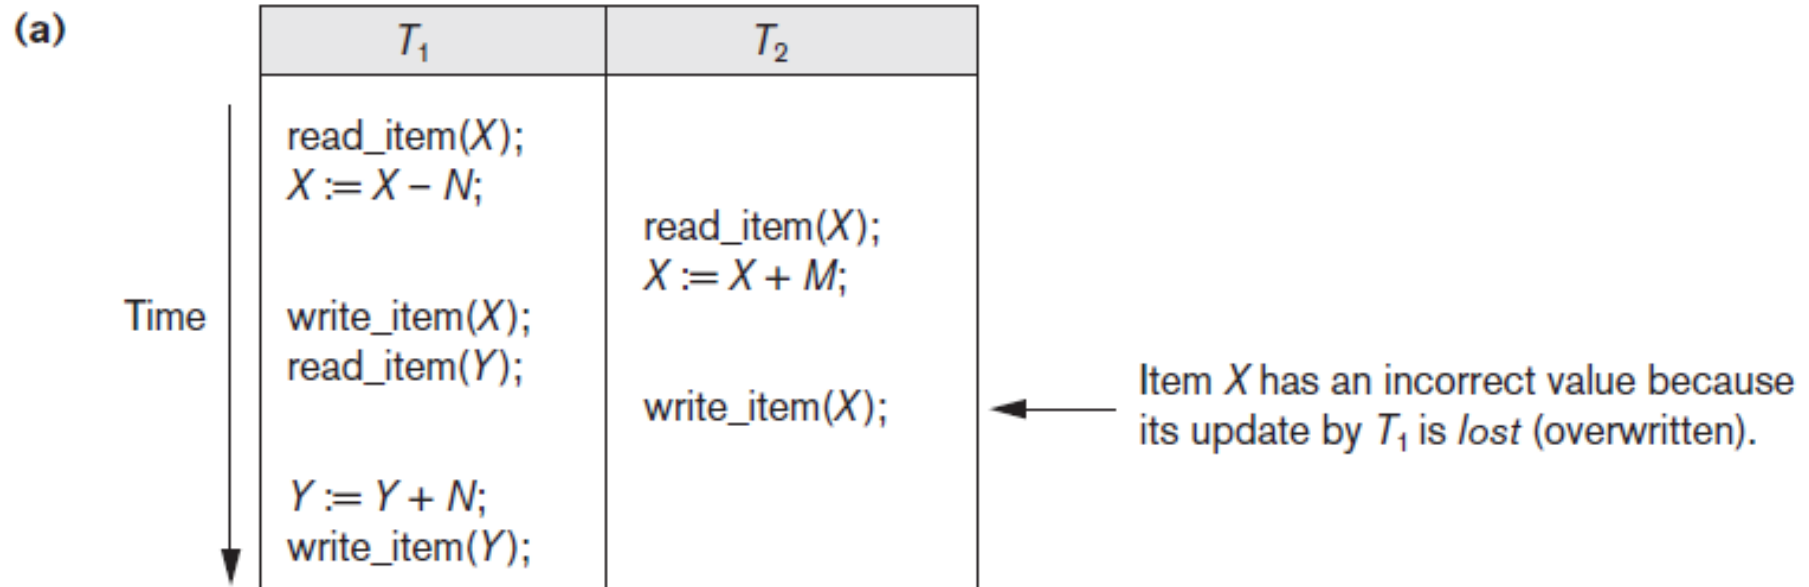 (a)
T₁ T₂
read_item(X);
X := X – N;
read_item(X);
X := X + M;
Time
write_item(X);
read_item(Y);
write_item(X);
Item X has an incorrect value because
its update by T₁ is lost (overwritten).
Y := Y + N;
write_item(Y);